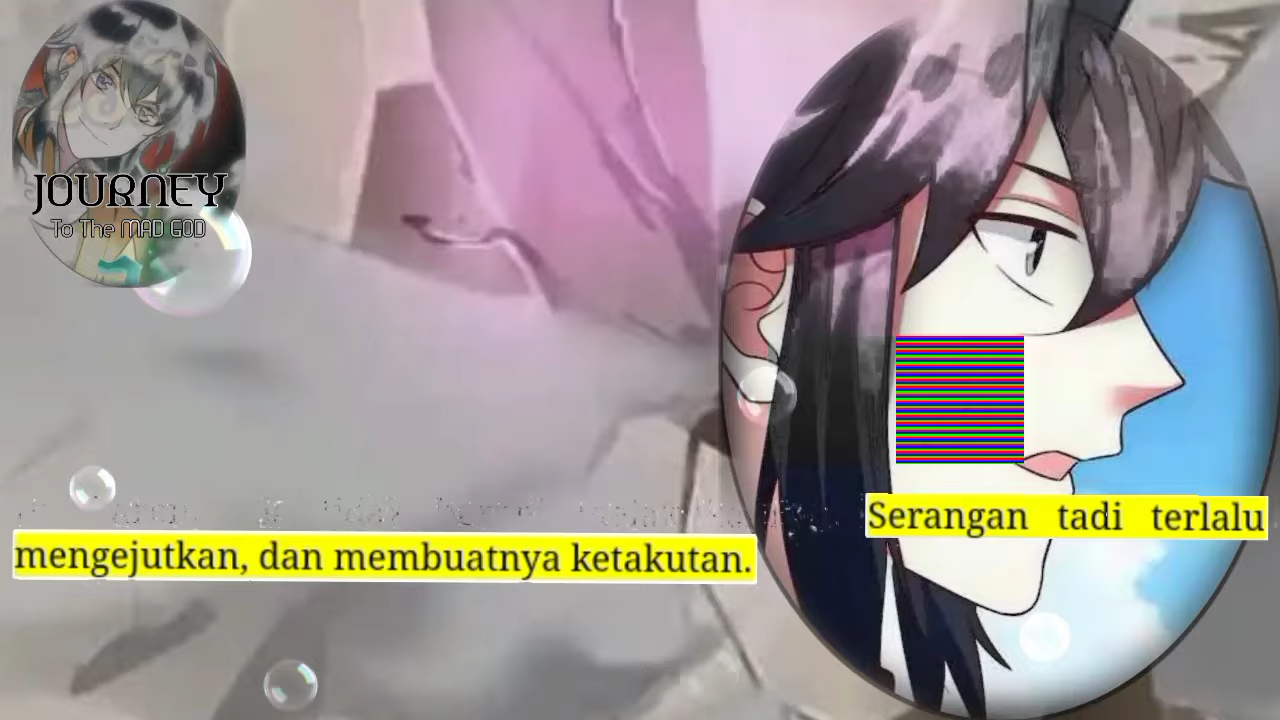 JOURNEY
To The MAD GOD
Serangan tadi terlalu
mengejutkan, dan membuatnya ketakutan.